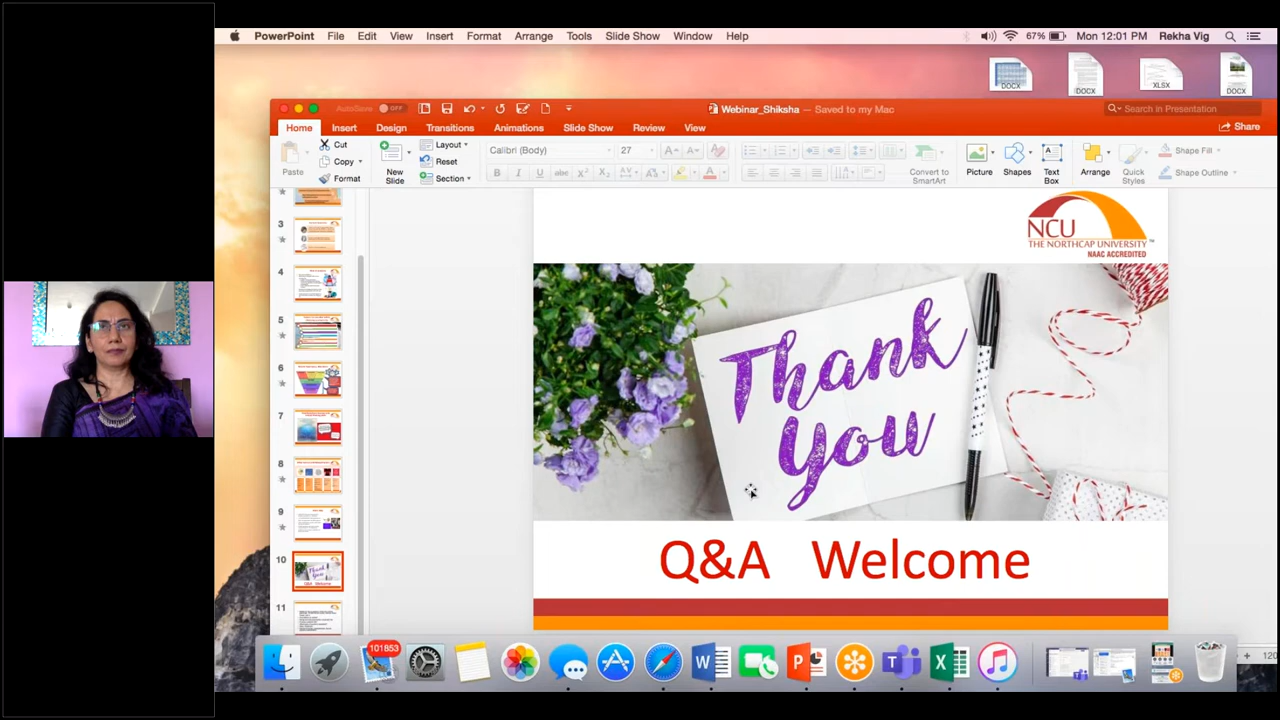 PowerPoint File Edit View Insert Format Arrange Tools Slide Show Window Help 67% Mon 12:01 PM Rekha Vig
DOCX DOCX XLSX DOCX
AutoSave OFF Webinar_Shiksha — Saved to my Mac Search in Presentation
Home Insert Design Transitions Animations Slide Show Review View Share
Paste Cut Copy Format New Slide Layout Reset Section Calibri (Body) 27 Convert to SmartArt Picture Shapes Text Box Arrange Quick Styles Shape Fill Shape Outline
NCU
THE NORTHCAP UNIVERSITY
NAAC ACCREDITED
Thank
You
Q&A Welcome
3
4
5
6
7
8
9
10
11
101853
120